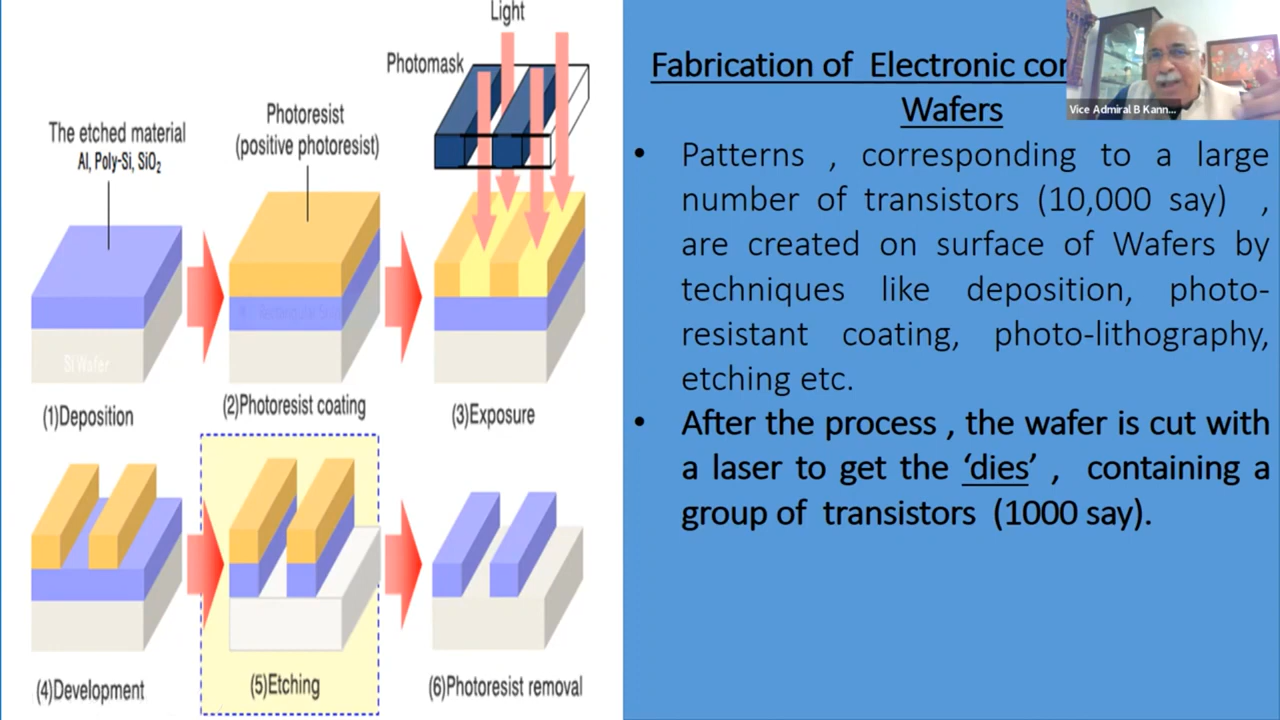 Light
Photomask
Photoresist
(positive photoresist)
The etched material
Al, Poly-Si, SiO₂
Si Wafer
(1)Deposition
(2)Photoresist coating
(3)Exposure
(4)Development
(5)Etching
(6)Photoresist removal
Fabrication of Electronic
Wafers
Vice Admiral B Kann...
• Patterns , corresponding to a large
number of transistors (10,000 say) ,
are created on surface of Wafers by
techniques like deposition, photo-
resistant coating, photo-lithography,
etching etc.
• After the process , the wafer is cut with
a laser to get the ‘dies’ , containing a
group of transistors (1000 say).